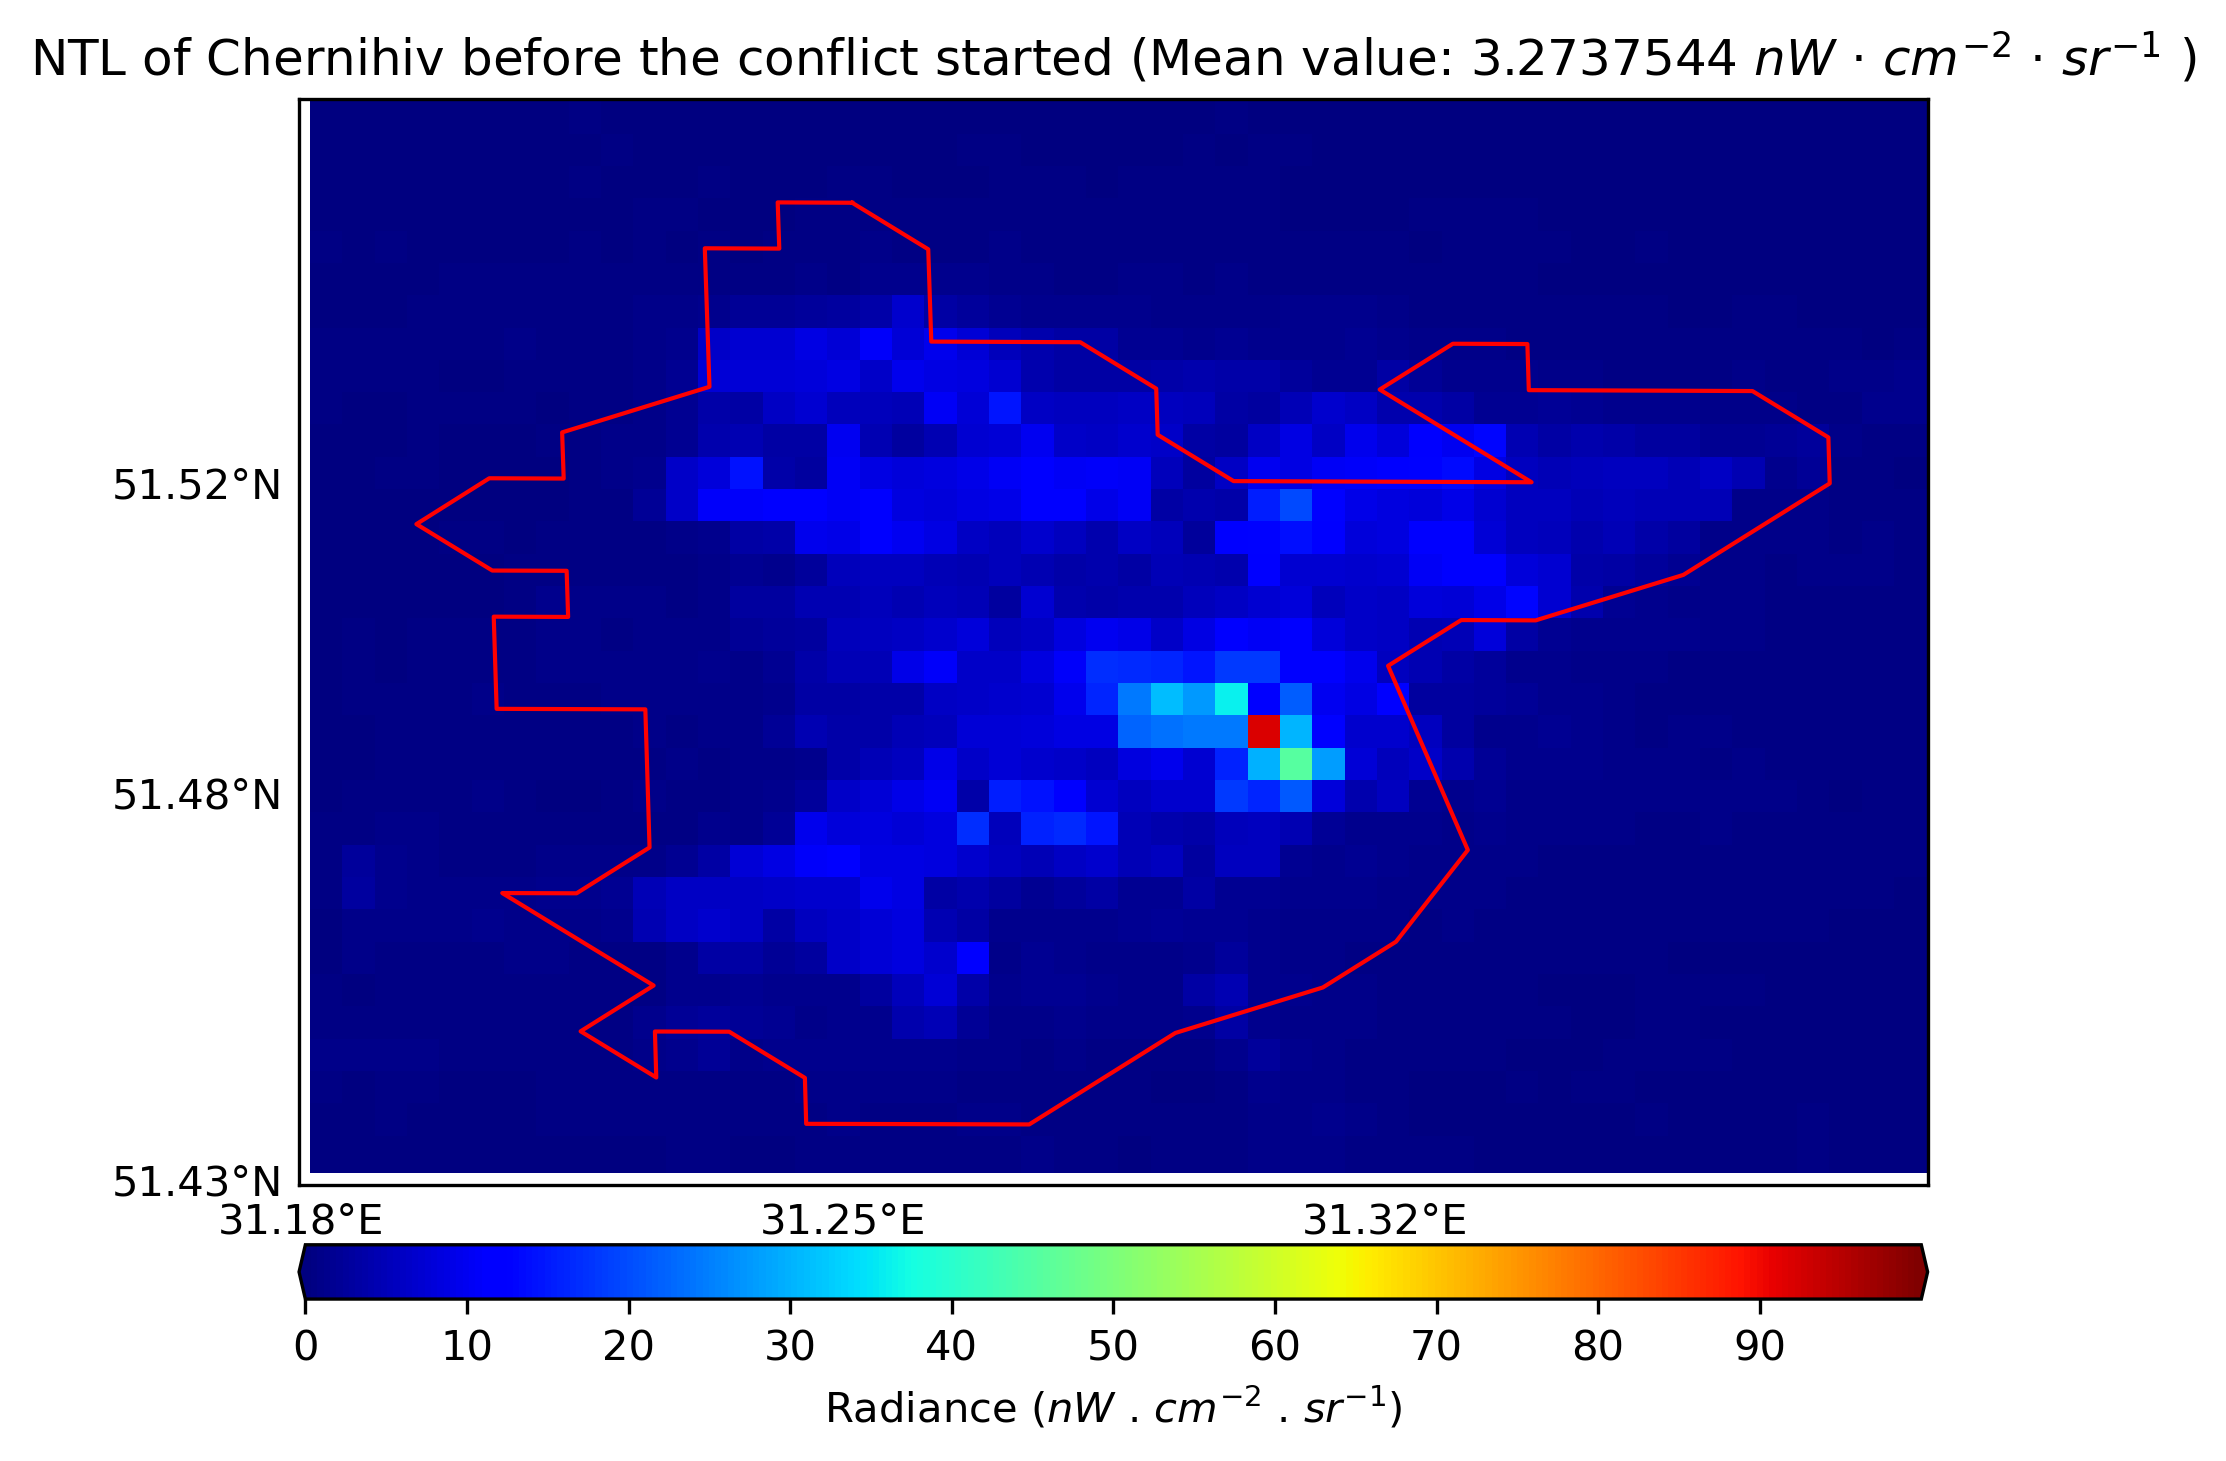 NTL of Chernihiv before the conflict started (Mean value: 3.2737544 nW · cm⁻² · sr⁻¹ )
51.52°N
51.48°N
51.43°N
31.18°E 31.25°E 31.32°E
0 10 20 30 40 50 60 70 80 90
Radiance (nW . cm⁻² . sr⁻¹)